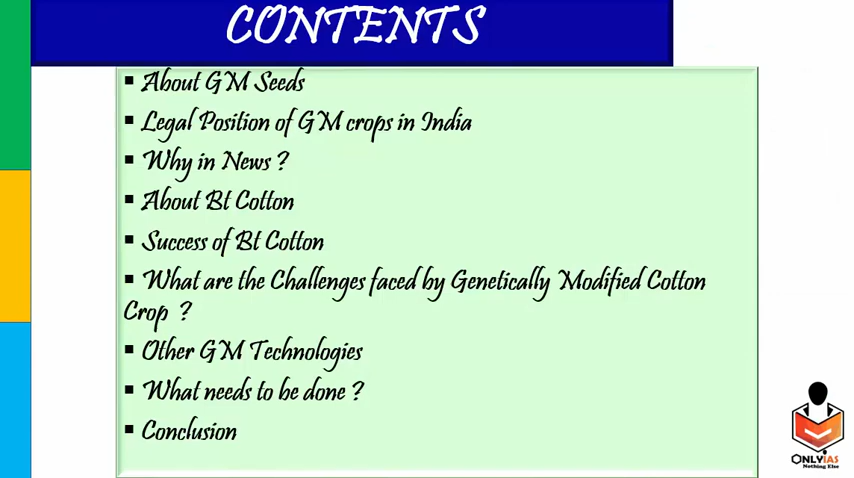 CONTENTS
▪ About GM Seeds
▪ Legal Position of GM crops in India
▪ Why in News ?
▪ About Bt Cotton
▪ Success of Bt Cotton
▪ What are the Challenges faced by Genetically Modified Cotton
Crop ?
▪ Other GM Technologies
▪ What needs to be done ?
▪ Conclusion
ONLYIAS
Nothing Else